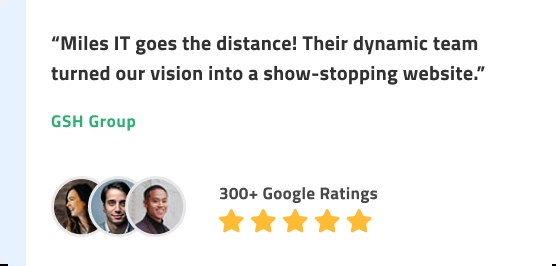 “Miles IT goes the distance! Their dynamic team
turned our vision into a show-stopping website.”
GSH Group
300+ Google Ratings